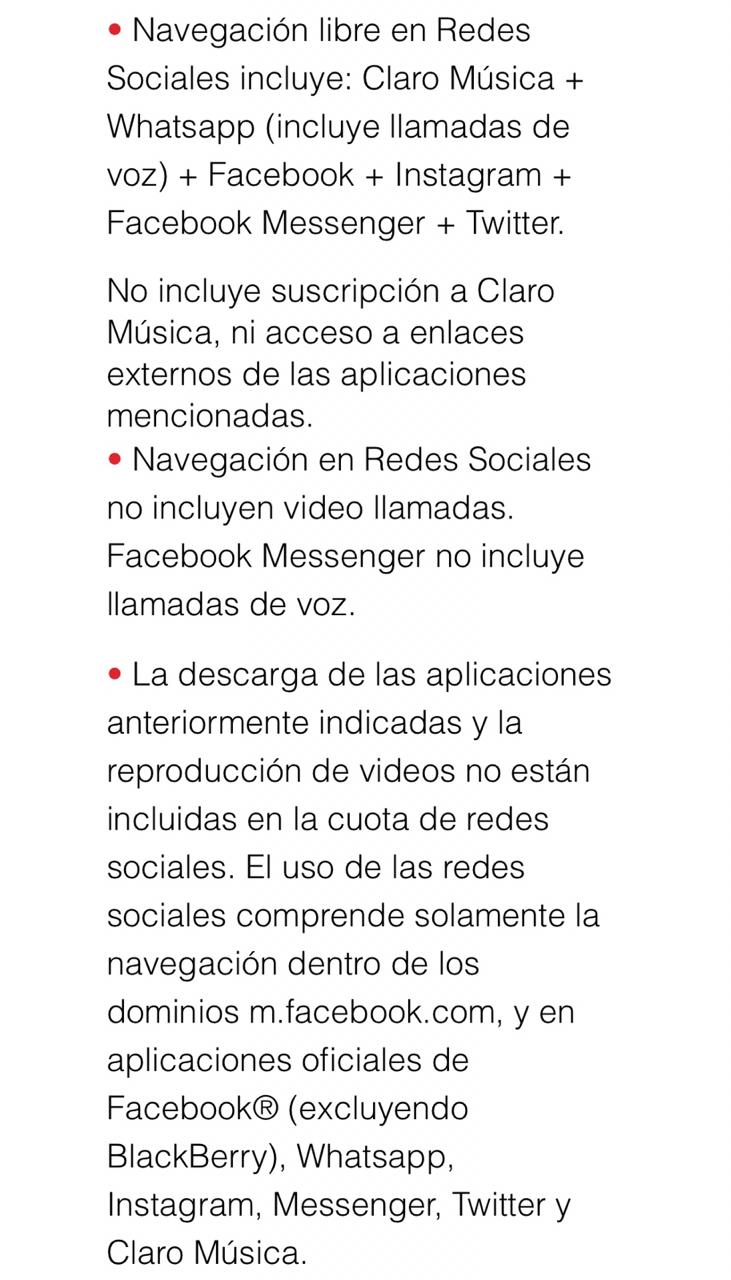 • Navegación libre en Redes
Sociales incluye: Claro Música +
Whatsapp (incluye llamadas de
voz) + Facebook + Instagram +
Facebook Messenger + Twitter.
No incluye suscripción a Claro
Música, ni acceso a enlaces
externos de las aplicaciones
mencionadas.
• Navegación en Redes Sociales
no incluyen video llamadas.
Facebook Messenger no incluye
llamadas de voz.
• La descarga de las aplicaciones
anteriormente indicadas y la
reproducción de videos no están
incluidas en la cuota de redes
sociales. El uso de las redes
sociales comprende solamente la
navegación dentro de los
dominios m.facebook.com, y en
aplicaciones oficiales de
Facebook® (excluyendo
BlackBerry), Whatsapp,
Instagram, Messenger, Twitter y
Claro Música.